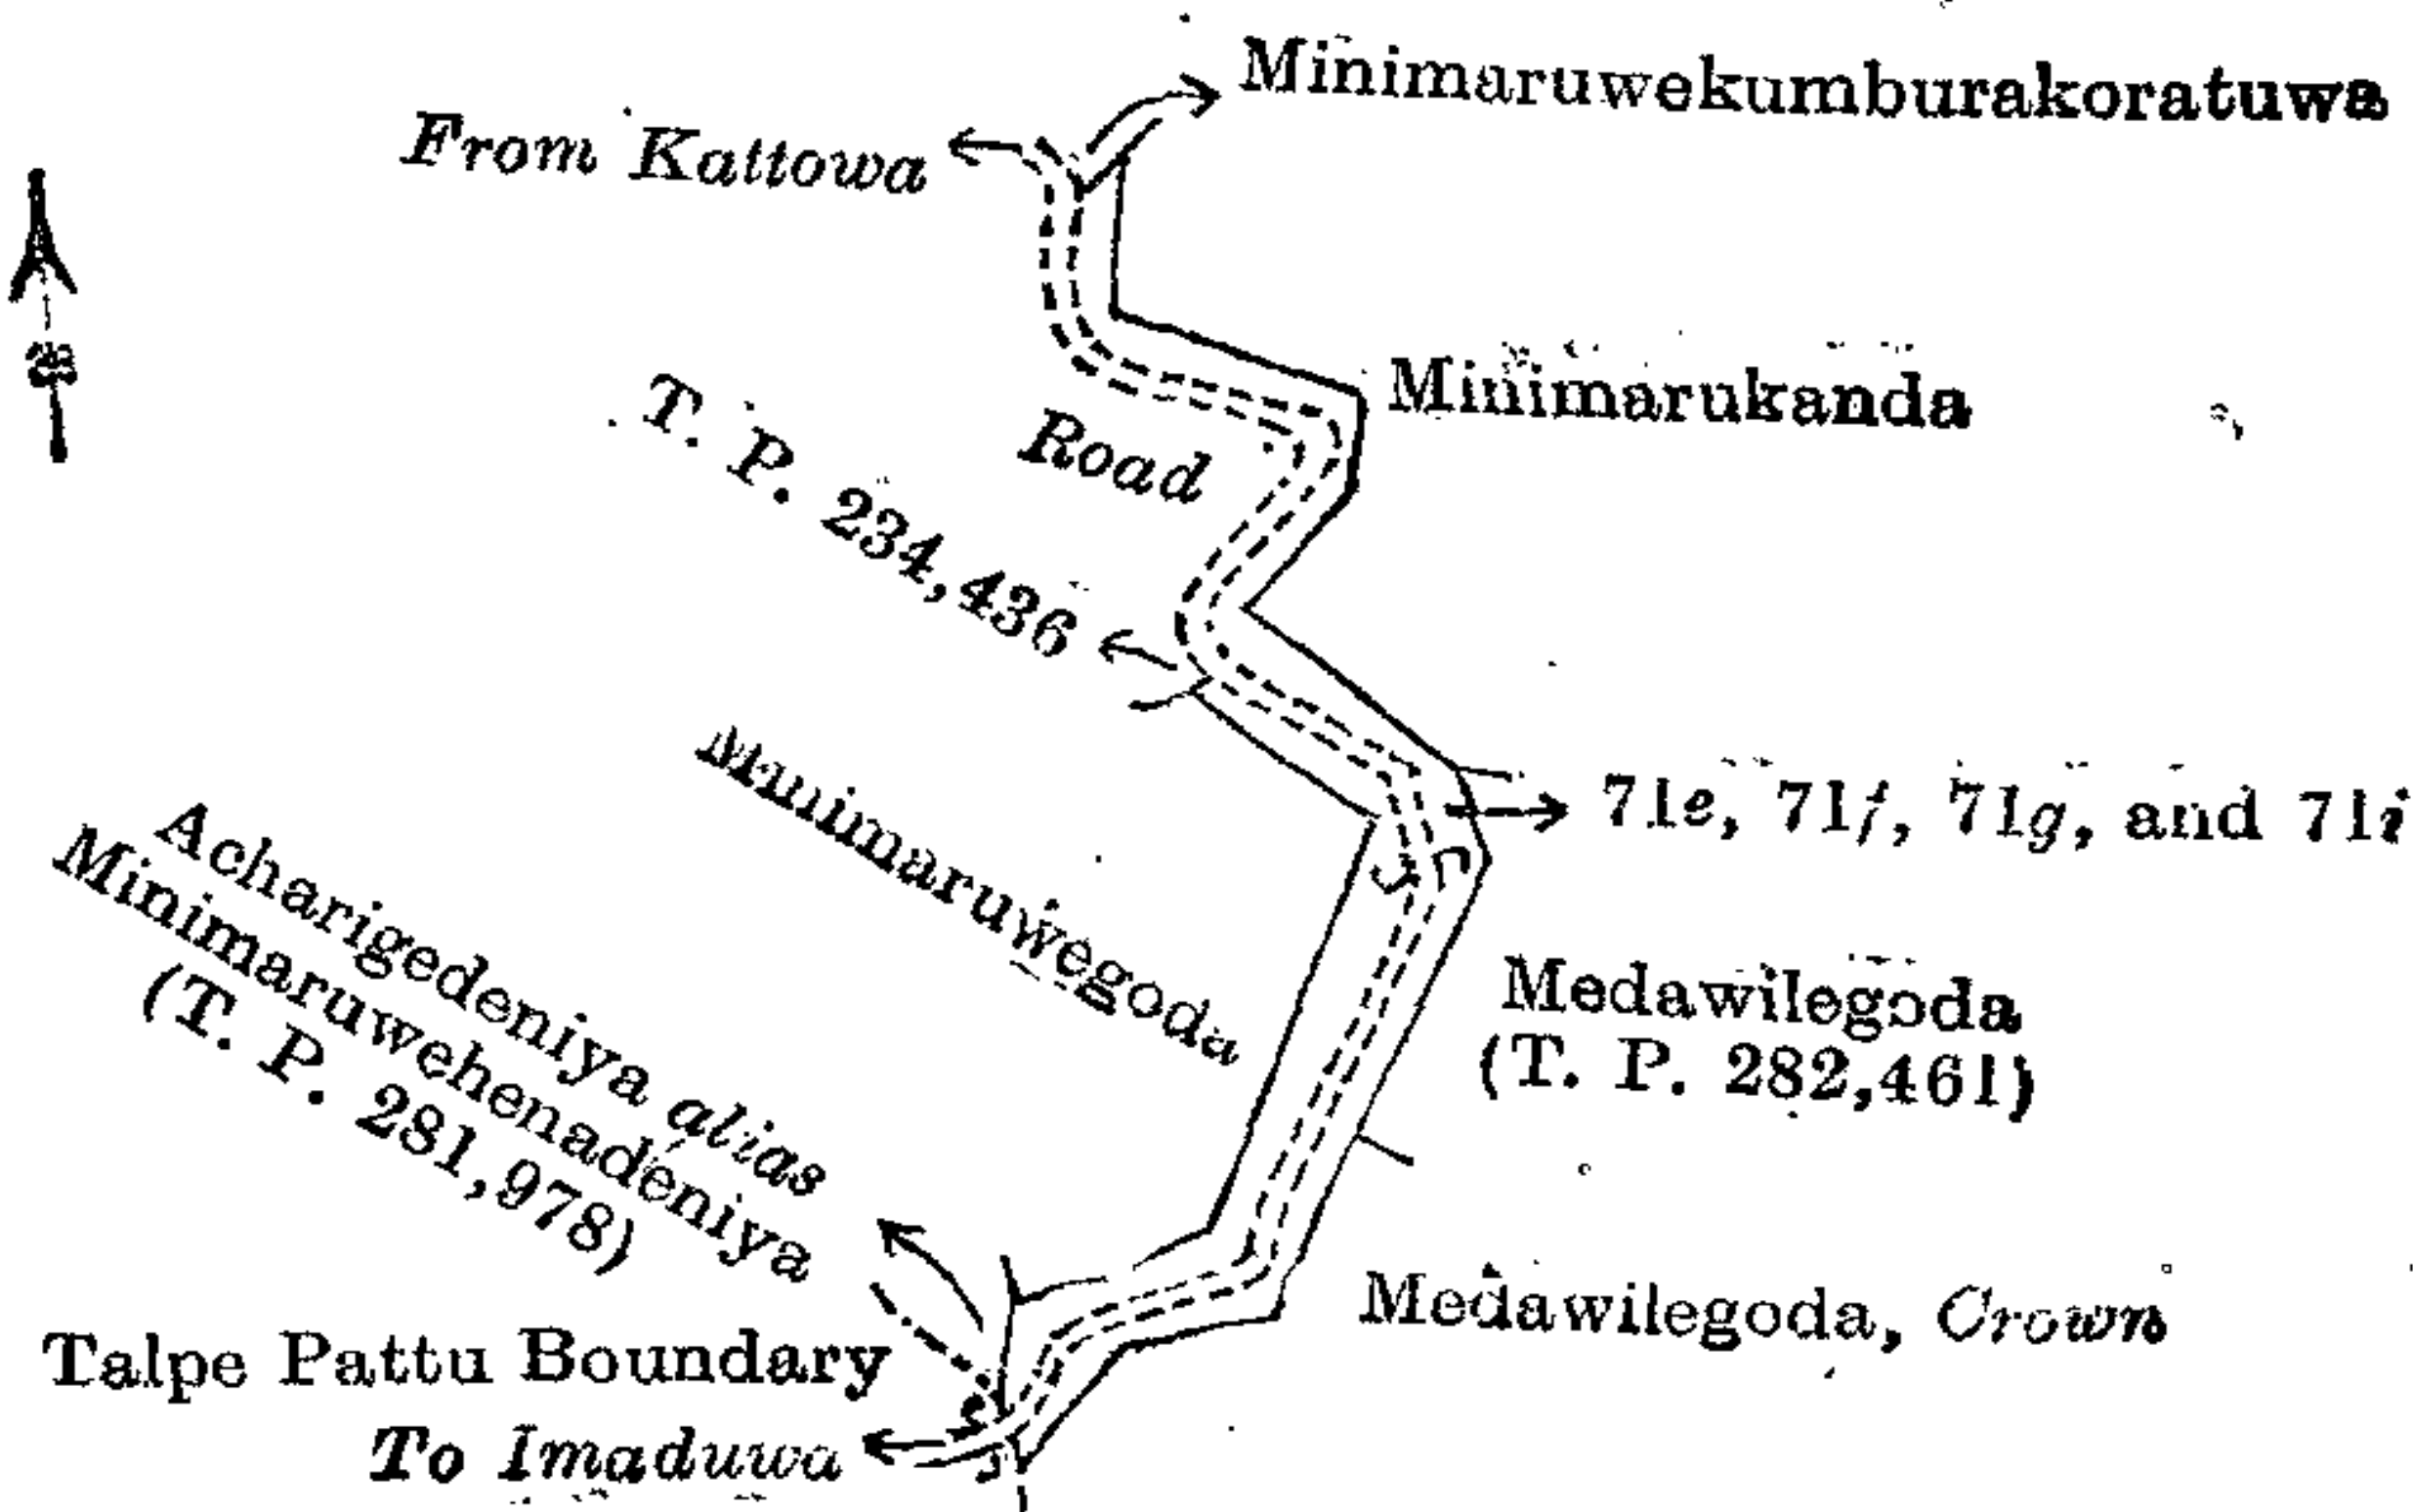 Minimaruwekumburakoratuwa
From Kattowa
Minimarukanda
Road
T. P. 234,436
71e, 71f, 71g, and 71i
Minimaruwegoda
Acharigedeniya alias
Minimaruwehenadeniya
(T. P. 281,978)
Medawilegoda
(T. P. 282,461)
Medawilegoda, Crown
Talpe Pattu Boundary
To Imaduwa